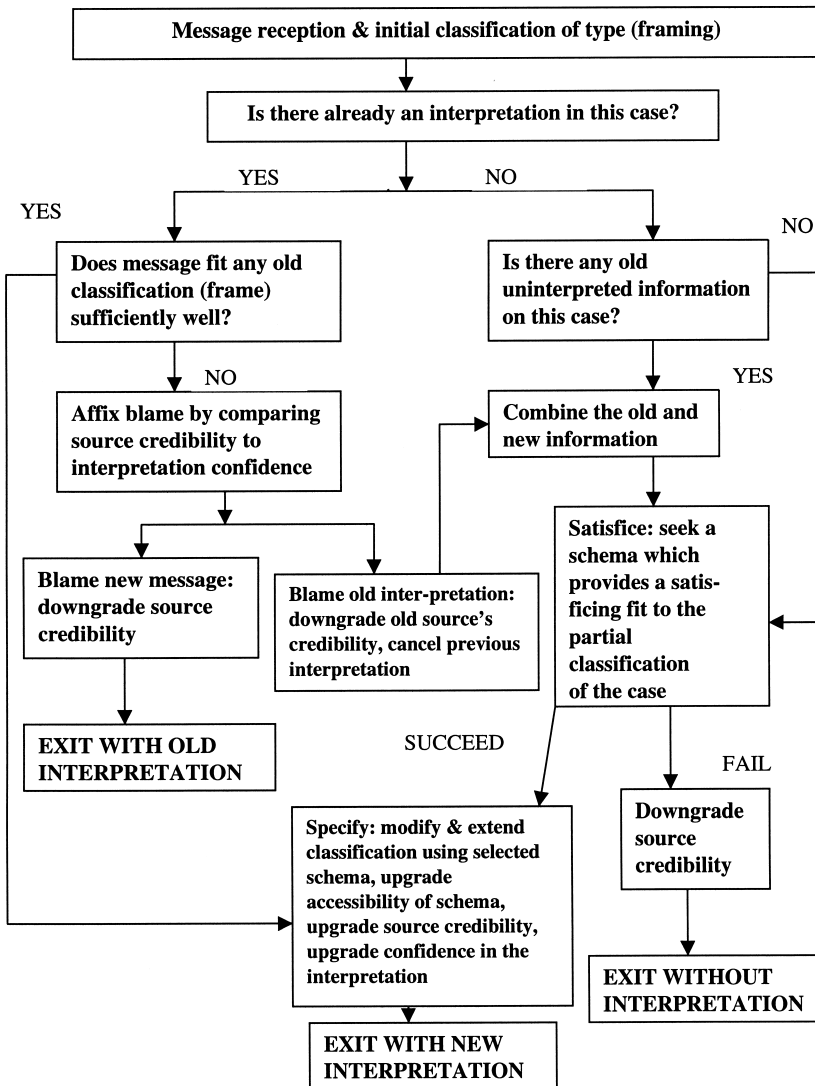 Message reception & initial classification of type (framing)
Is there already an interpretation in this case?
YES
NO
YES
NO
Does message fit any old
classification (frame)
sufficiently well?
Is there any old
uninterpreted information
on this case?
NO
YES
Affix blame by comparing
source credibility to
interpretation confidence
Combine the old and
new information
Satisfice: seek a
schema which
provides a satis-
ficing fit to the
partial
classification
of the case
Blame new message:
downgrade source
credibility
Blame old inter-pretation:
downgrade old source's
credibility, cancel previous
interpretation
EXIT WITH OLD
INTERPRETATION
SUCCEED
FAIL
Specify: modify & extend
classification using selected
schema, upgrade
accessibility of schema,
upgrade source credibility,
upgrade confidence in the
interpretation
Downgrade
source
credibility
EXIT WITHOUT
INTERPRETATION
EXIT WITH NEW
INTERPRETATION